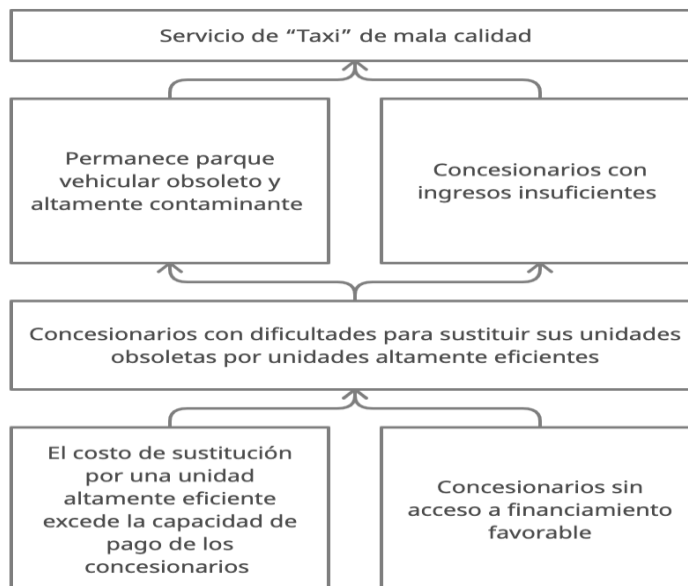 Servicio de “Taxi” de mala calidad
Permanece parque
vehicular obsoleto y
altamente contaminante
Concesionarios con
ingresos insuficientes
Concesionarios con dificultades para sustituir sus unidades
obsoletas por unidades altamente eficientes
El costo de sustitución
por una unidad
altamente eficiente
excede la capacidad de
pago de los
concesionarios
Concesionarios sin
acceso a financiamiento
favorable